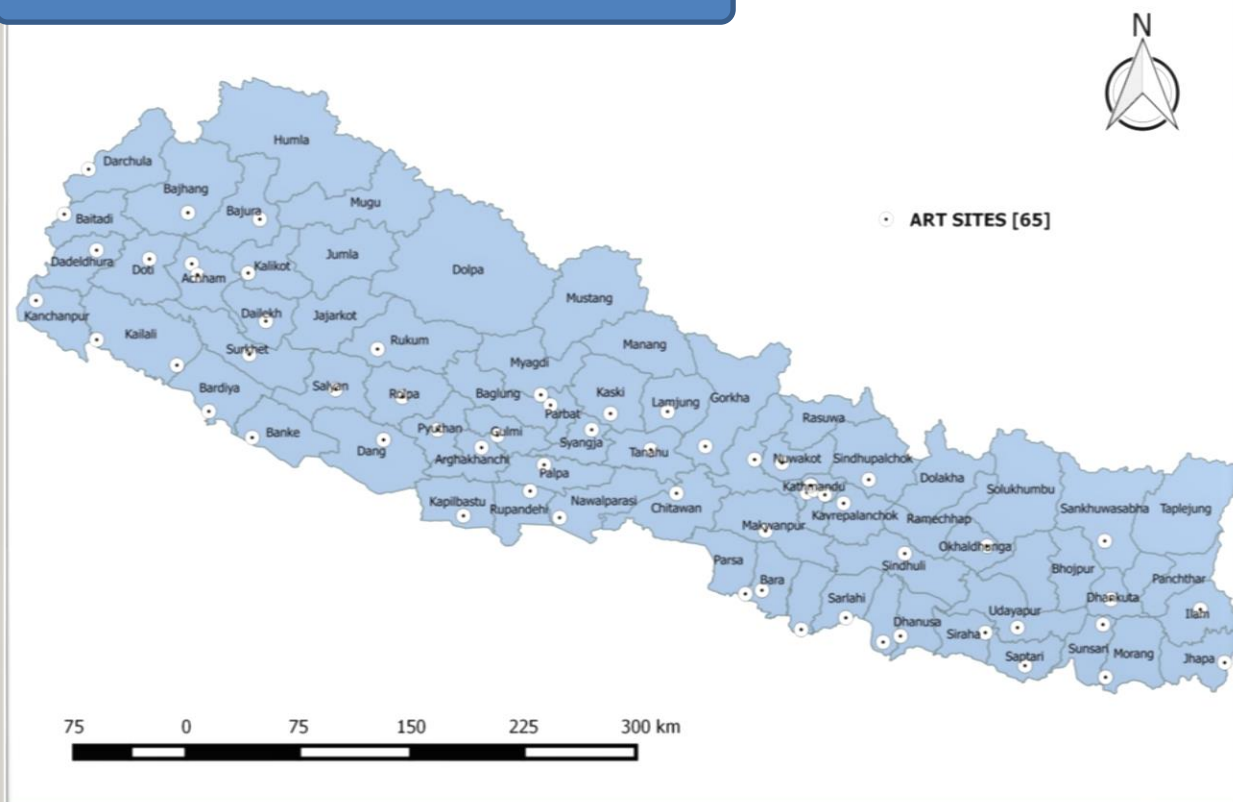 N
Humla
Darchula
Bajhang
Mugu
Bajura
ART SITES [65]
Baitadi
Jumla
Dadeldhura
Doti
Kalikot
Dolpa
Achham
Mustang
Dailekh
Jajarkot
Kanchanpur
Kailali
Rukum
Manang
Surkhet
Myagdi
Salyan
Bardiya
Rolpa
Baglung
Kaski
Gorkha
Lamjung
Parbat
Rasuwa
Pyuthan
Gulmi
Banke
Syangja
Dang
Tanahu
Arghakhanchi
Nuwakot
Sindhupalchok
Palpa
Dolakha
Kathmandu
Solukhumbu
Kapilbastu
Rupandehi
Nawalparasi
Chitawan
Sankhuwasabha
Taplejung
Kavrepalanchok
Ramechhap
Makwanpur
Okhaldhunga
Parsa
Sindhuli
Bhojpur
Bara
Panchthar
Sarlahi
Dhankuta
Udayapur
Ilam
Dhanusa
Siraha
Sunsari
Morang
Saptari
Jhapa
75 0 75 150 225 300 km